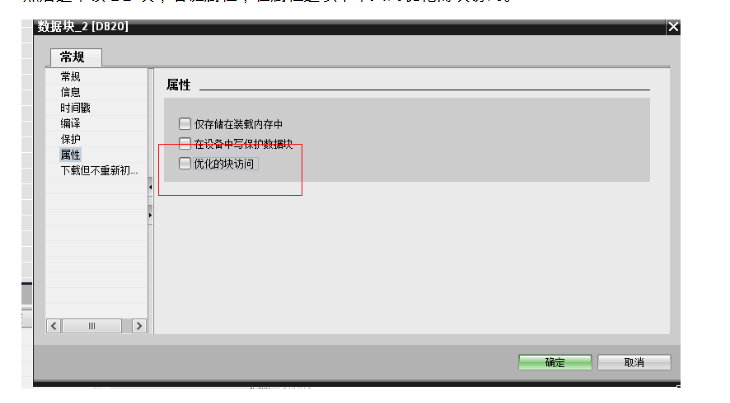 数据块_2 [DB20]
常规
常规
信息
时间戳
编译
保护
属性
下载但不重新初...
属性
仅存储在装载内存中
在设备中写保护数据块
优化的块访问
确定
取消